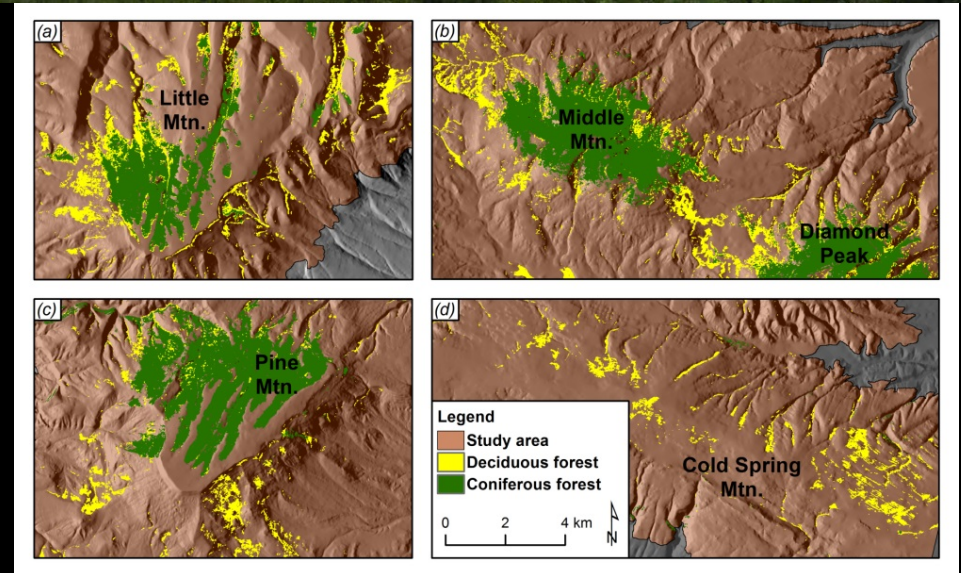 (a)
Little
Mtn.
(b)
Middle
Mtn.
Diamond
Peak
(c)
Pine
Mtn.
(d)
Cold Spring
Mtn.
Legend
Study area
Deciduous forest
Coniferous forest
0 2 4 km
N